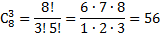 C₈³ = 8! / (3! 5!) = (6 · 7 · 8) / (1 · 2 · 3) = 56